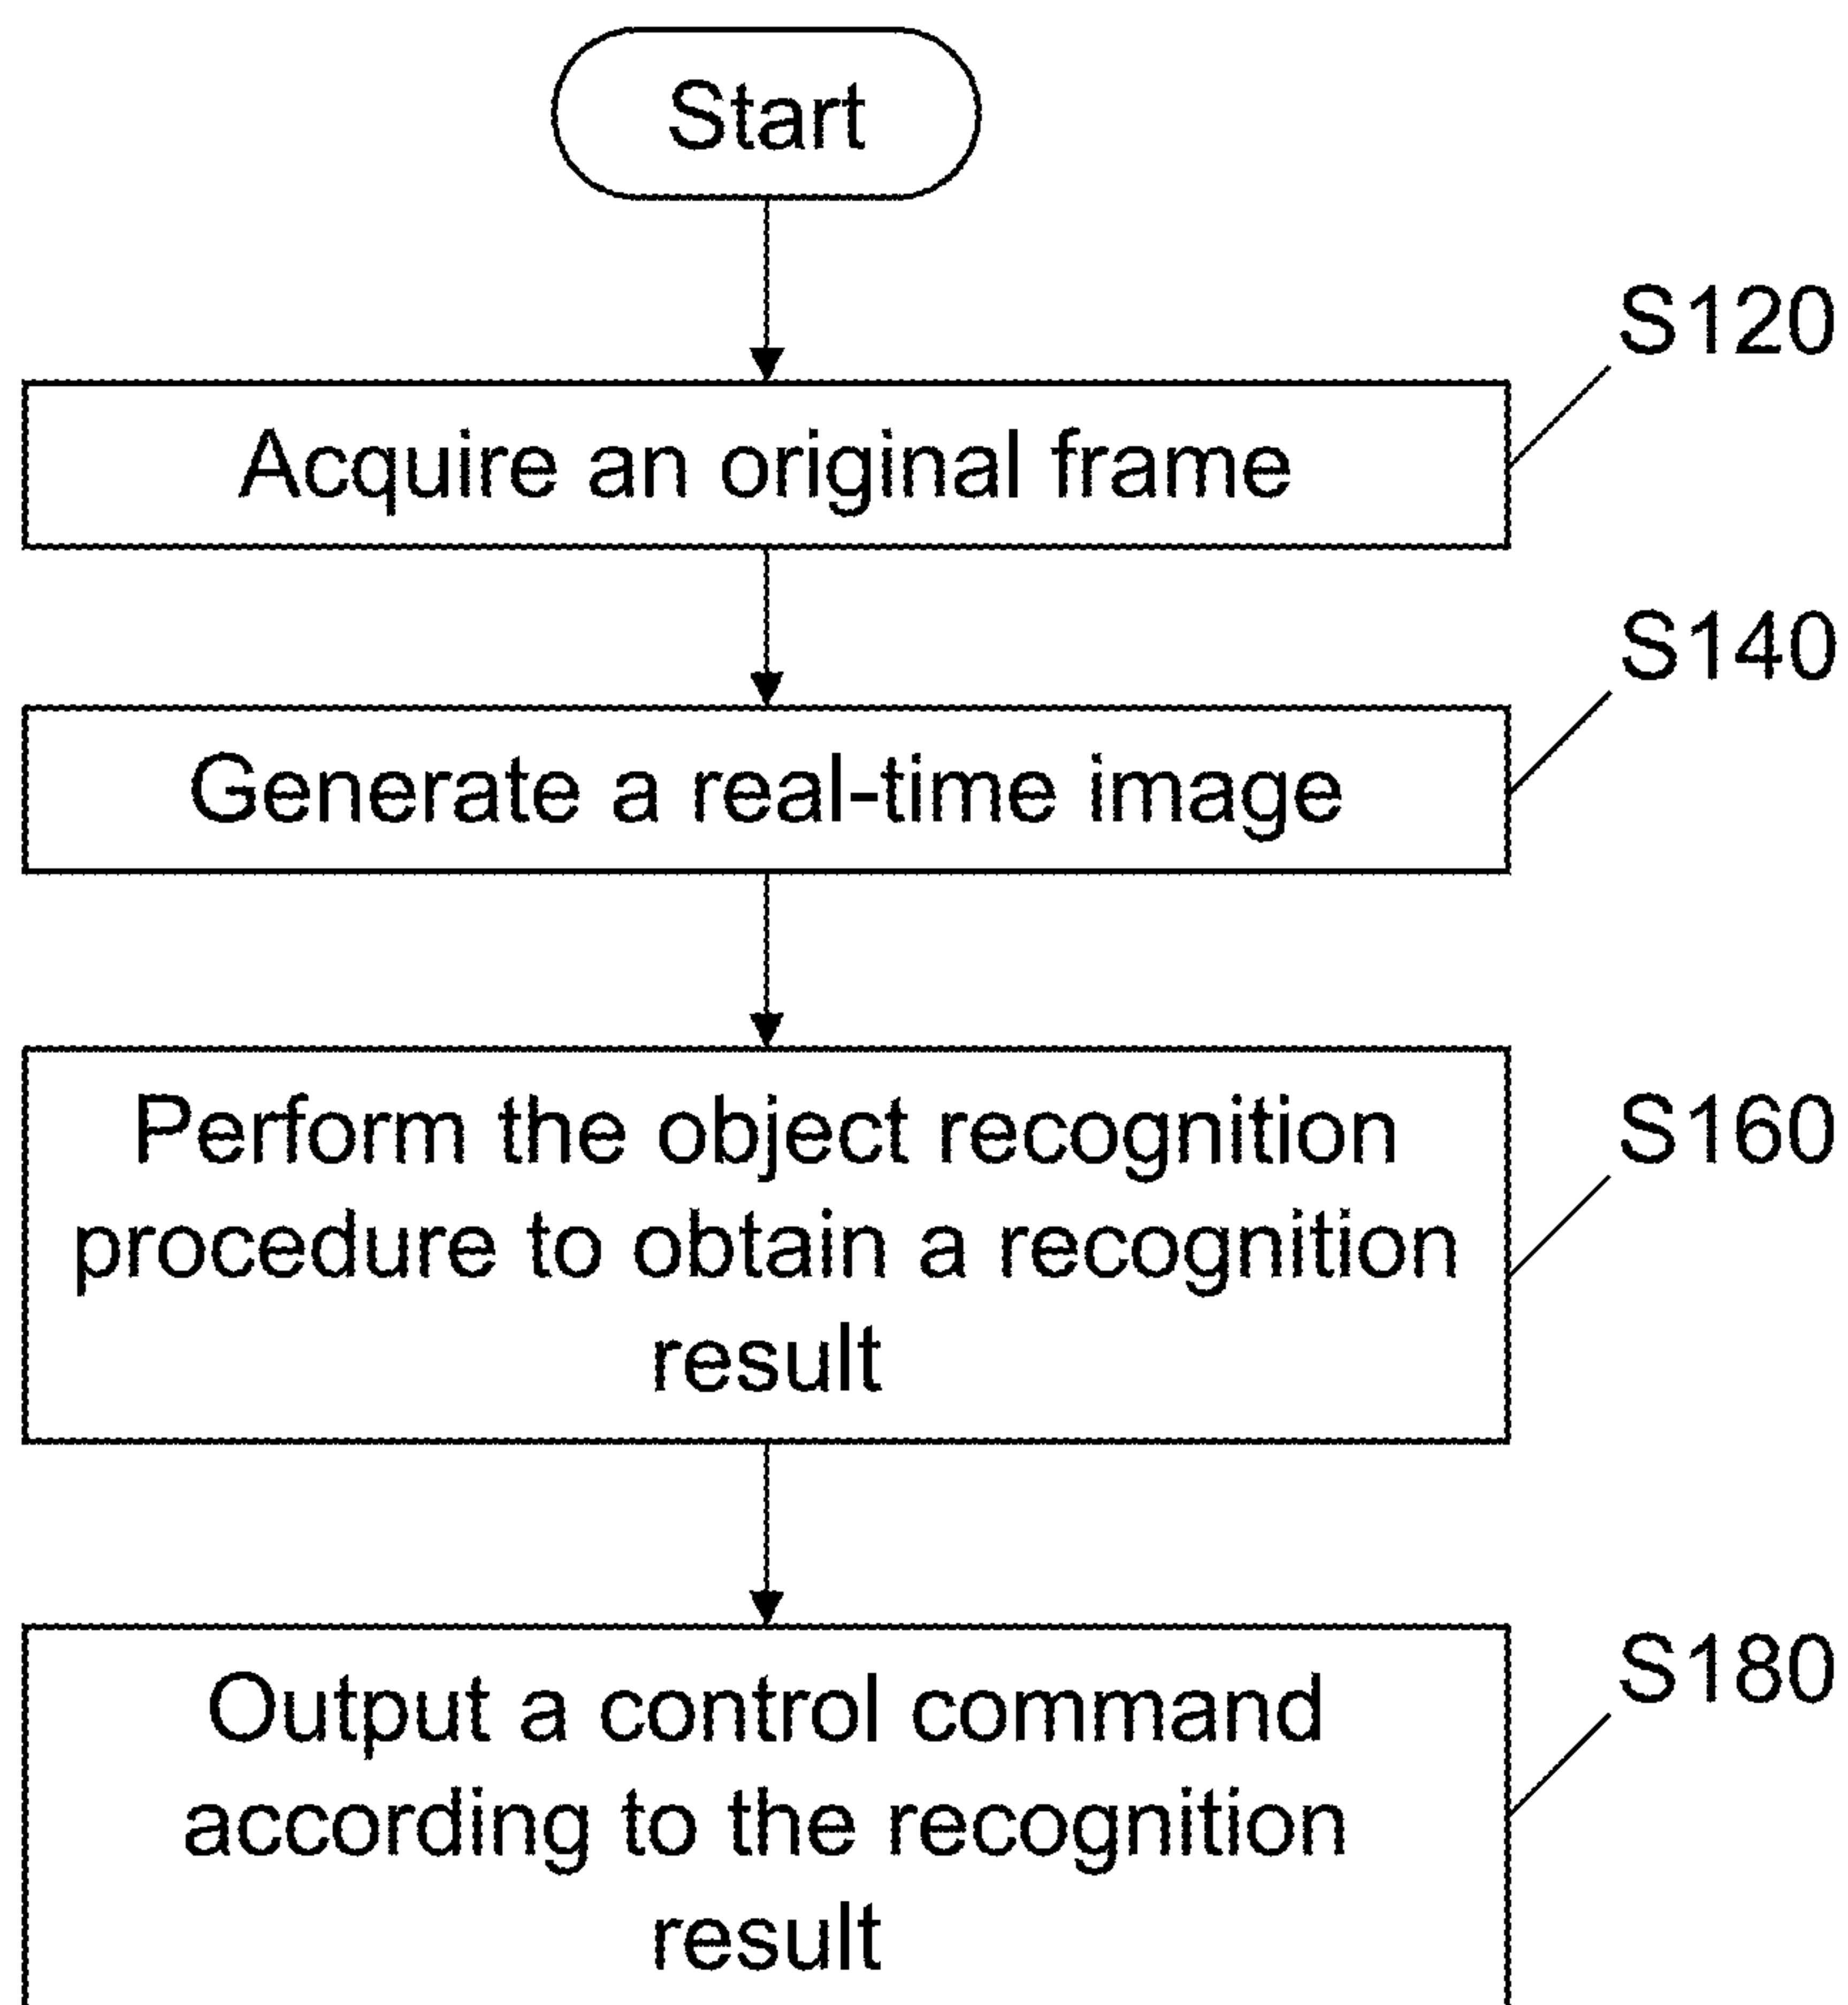 Start
S120
Acquire an original frame
S140
Generate a real-time image
S160
Perform the object recognition
procedure to obtain a recognition
result
S180
Output a control command
according to the recognition
result